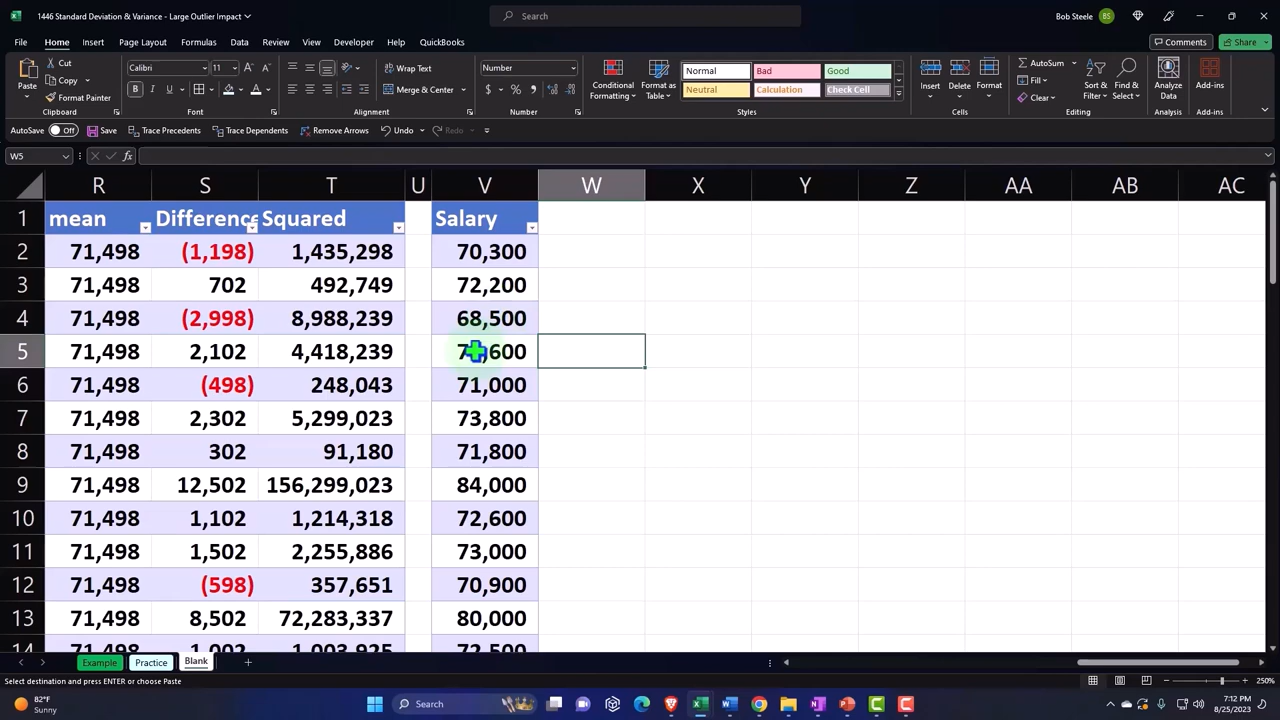 1446 Standard Deviation & Variance - Large Outlier Impact
Search
Bob Steele
BS
File Home Insert Page Layout Formulas Data Review View Developer Help QuickBooks
Comments
Share
Paste
Cut
Copy
Format Painter
Clipboard
Calibri
11
Font
Wrap Text
Merge & Center
Alignment
Number
Number
Conditional Formatting
Format as Table
Normal Bad Good
Neutral Calculation Check Cell
Styles
Insert Delete Format
Cells
AutoSum
Fill
Clear
Sort & Filter
Find & Select
Editing
Analyze Data
Analysis
Add-ins
Add-ins
AutoSave Off Save Trace Precedents Trace Dependents Remove Arrows Undo Redo
W5
fx
R S T U V W X Y Z AA AB AC
1 mean Difference Squared Salary
2 71,498 (1,198) 1,435,298 70,300
3 71,498 702 492,749 72,200
4 71,498 (2,998) 8,988,239 68,500
5 71,498 2,102 4,418,239
6 71,498 (498) 248,043 71,000
7 71,498 2,302 5,299,023 73,800
8 71,498 302 91,180 71,800
9 71,498 12,502 156,299,023 84,000
10 71,498 1,102 1,214,318 72,600
11 71,498 1,502 2,255,886 73,000
12 71,498 (598) 357,651 70,900
13 71,498 8,502 72,283,337 80,000
14 71,498 1,002 1,003,925 72,500
Example Practice Blank
Select destination and press ENTER or choose Paste
250%
82°F
Sunny
Search
7:12 PM
8/25/2023